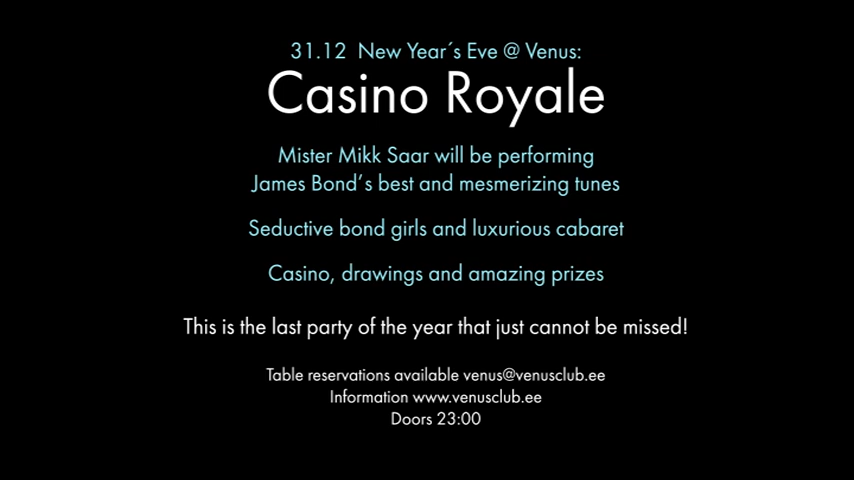 31.12 New Year´s Eve @ Venus:
Casino Royale
Mister Mikk Saar will be performing
James Bond’s best and mesmerizing tunes
Seductive bond girls and luxurious cabaret
Casino, drawings and amazing prizes
This is the last party of the year that just cannot be missed!
Table reservations available venus@venusclub.ee
Information www.venusclub.ee
Doors 23:00